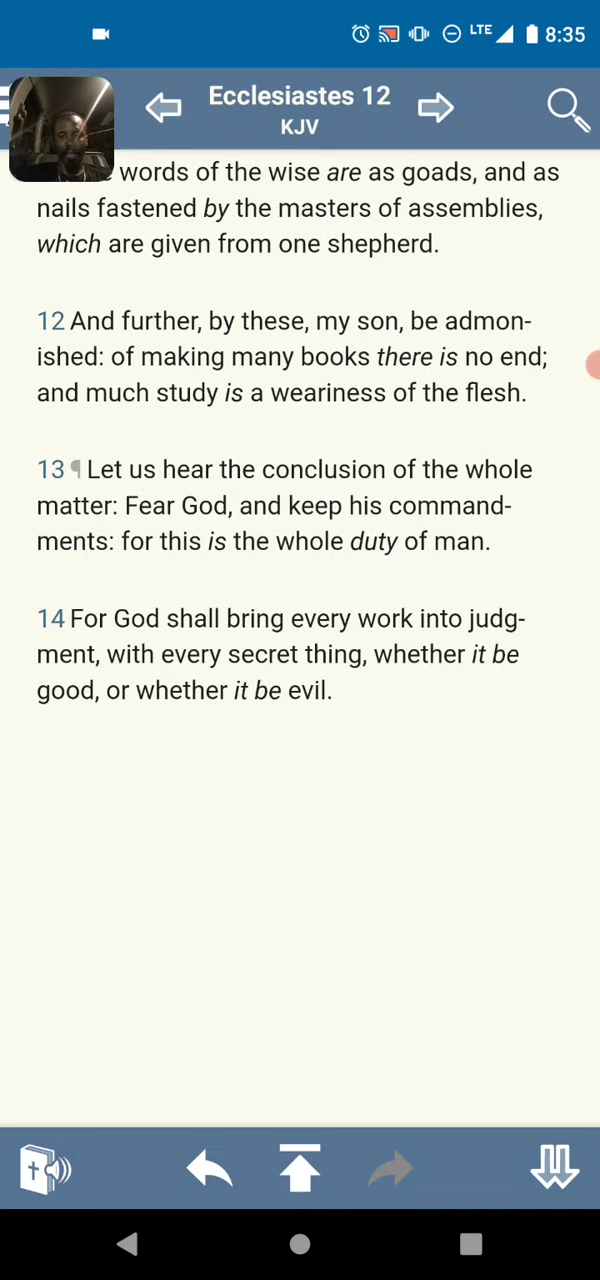 LTE 8:35
Ecclesiastes 12
KJV
words of the wise are as goads, and as
nails fastened by the masters of assemblies,
which are given from one shepherd.
12 And further, by these, my son, be admon-
ished: of making many books there is no end;
and much study is a weariness of the flesh.
13 ¶ Let us hear the conclusion of the whole
matter: Fear God, and keep his command-
ments: for this is the whole duty of man.
14 For God shall bring every work into judg-
ment, with every secret thing, whether it be
good, or whether it be evil.